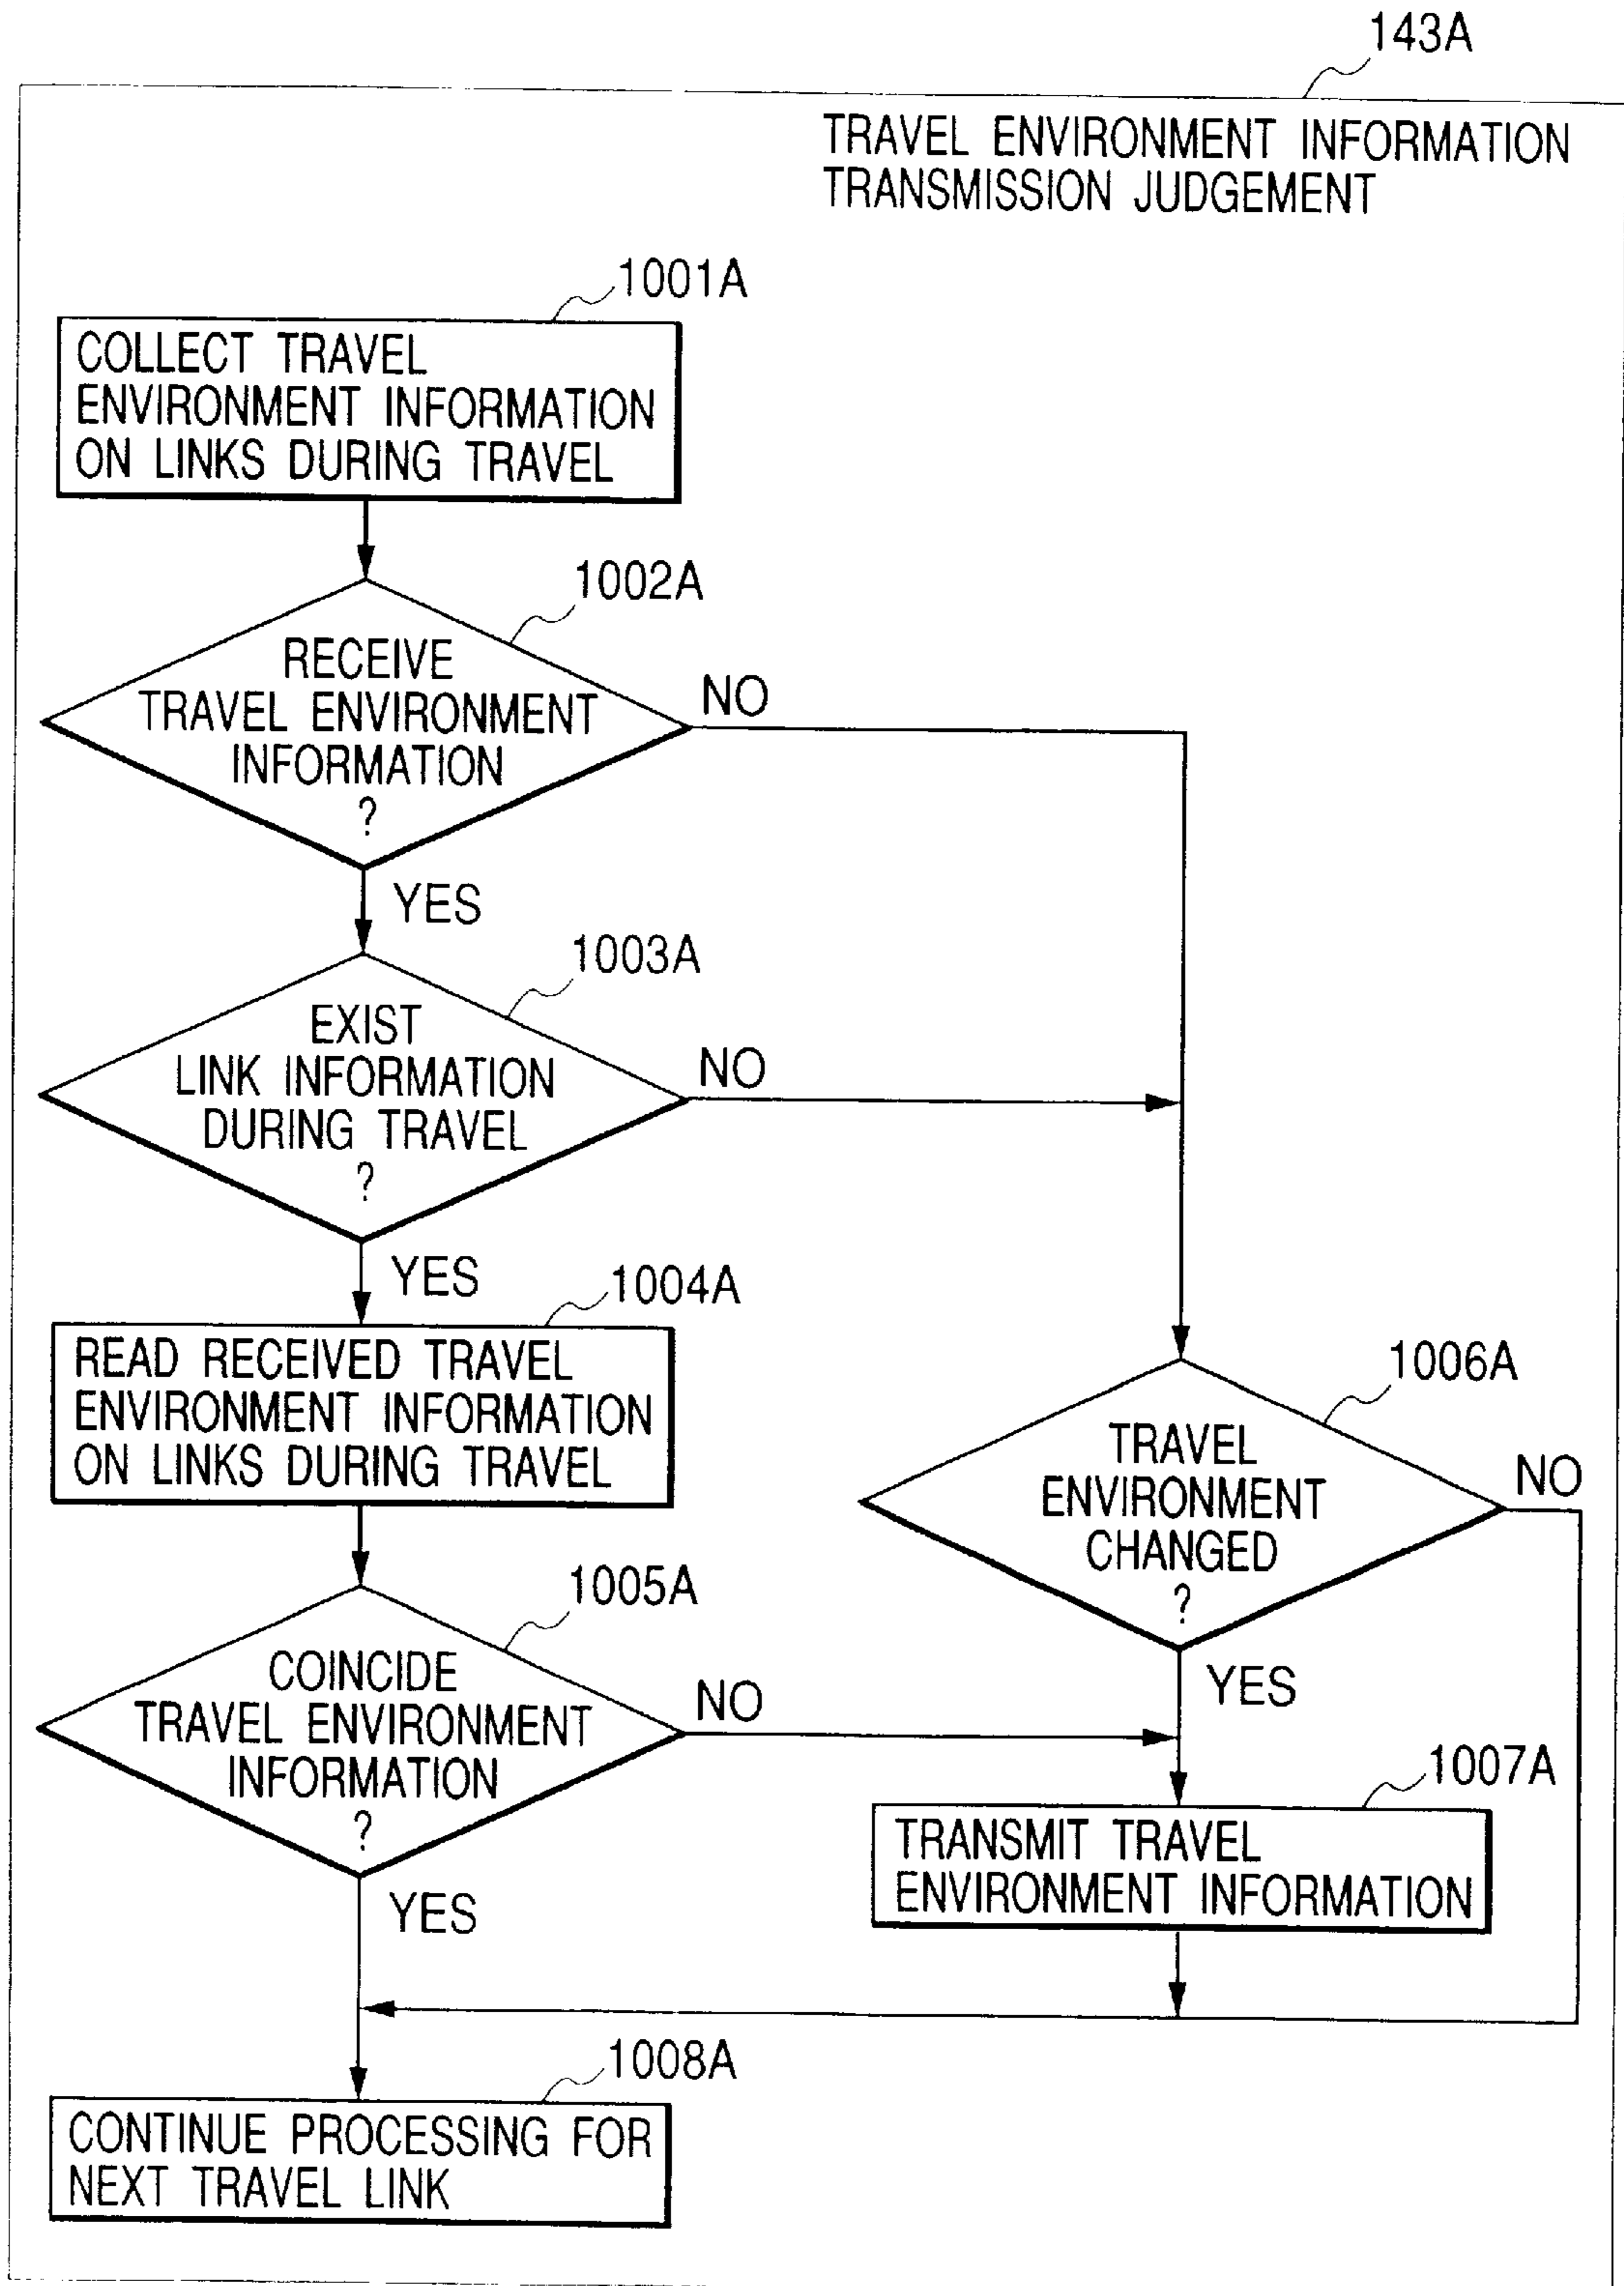 143A
TRAVEL ENVIRONMENT INFORMATION
TRANSMISSION JUDGEMENT
1001A
COLLECT TRAVEL
ENVIRONMENT INFORMATION
ON LINKS DURING TRAVEL
1002A
RECEIVE
TRAVEL ENVIRONMENT
INFORMATION
?
NO
YES
1003A
EXIST
LINK INFORMATION
DURING TRAVEL
?
NO
YES
1004A
READ RECEIVED TRAVEL
ENVIRONMENT INFORMATION
ON LINKS DURING TRAVEL
1006A
TRAVEL
ENVIRONMENT
CHANGED
?
NO
YES
1005A
COINCIDE
TRAVEL ENVIRONMENT
INFORMATION
?
NO
YES
1007A
TRANSMIT TRAVEL
ENVIRONMENT INFORMATION
1008A
CONTINUE PROCESSING FOR
NEXT TRAVEL LINK